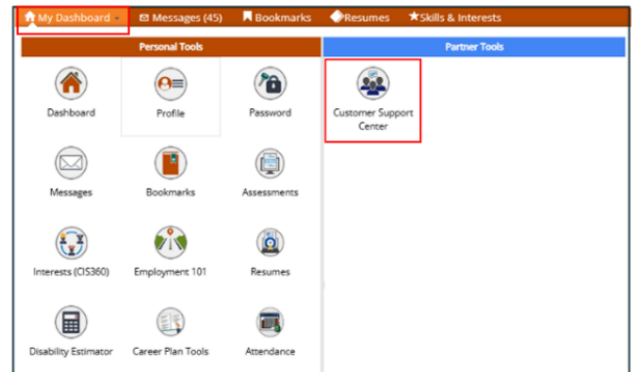 My Dashboard Messages (45) Bookmarks Resumes Skills & Interests
Personal Tools Partner Tools
Dashboard Profile Password Customer Support
Center
Messages Bookmarks Assessments
Interests (CIS360) Employment 101 Resumes
Disability Estimator Career Plan Tools Attendance